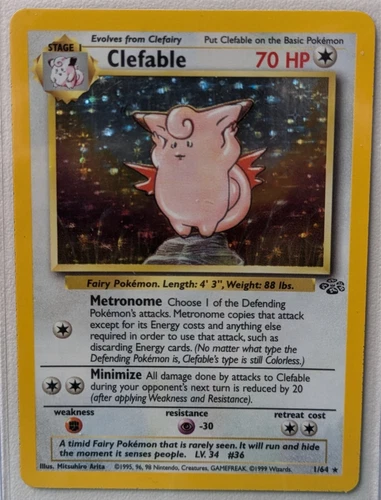 Evolves from Clefairy Put Clefable on the Basic Pokémon
STAGE 1
Clefable 70 HP
Fairy Pokémon. Length: 4' 3", Weight: 88 lbs.
Metronome Choose 1 of the Defending
Pokémon's attacks. Metronome copies that attack
except for its Energy costs and anything else
required in order to use that attack, such as
discarding Energy cards. (No matter what type the
Defending Pokémon is, Clefable's type is still Colorless.)
Minimize All damage done by attacks to Clefable
during your opponent's next turn is reduced by 20
(after applying Weakness and Resistance).
weakness resistance retreat cost
-30
A timid Fairy Pokémon that is rarely seen. It will run and hide
the moment it senses people. LV. 34 #36
Illus. Mitsuhiro Arita ©1995, 96, 98 Nintendo, Creatures, GAMEFREAK. ©1999 Wizards. 1/64 ★